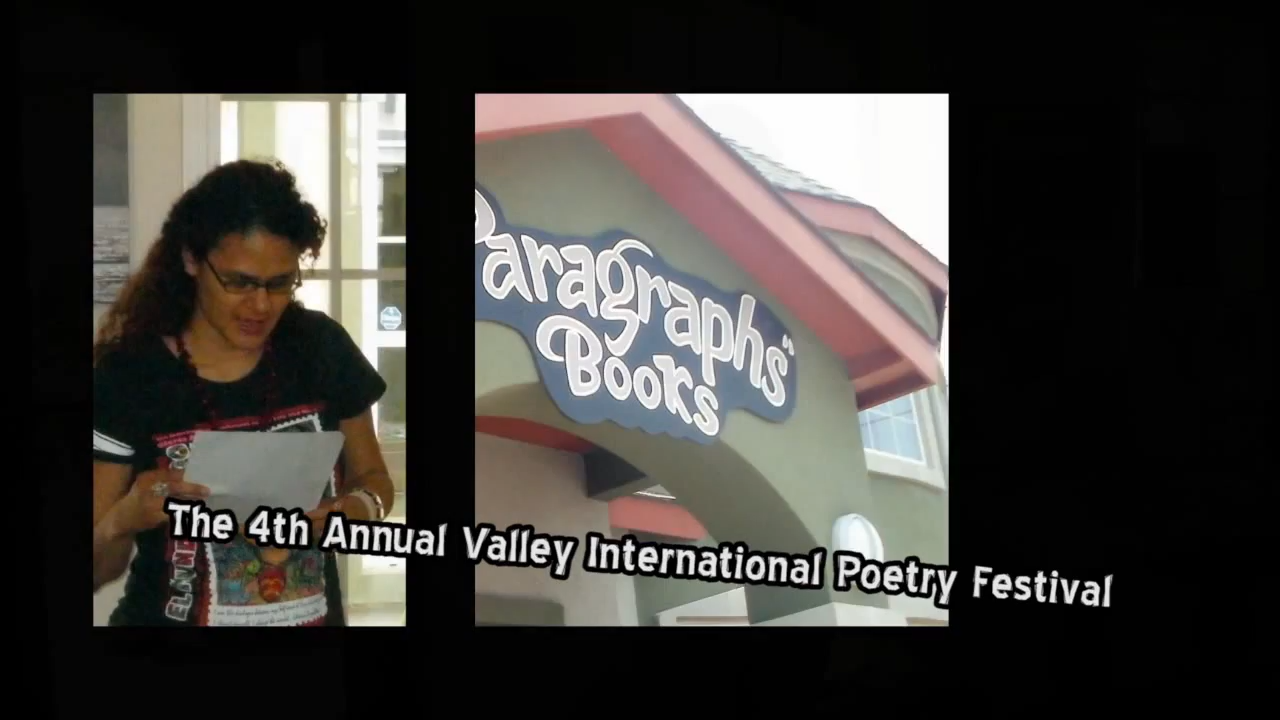 Paragraphs"
Books
The 4th Annual Valley International Poetry Festival